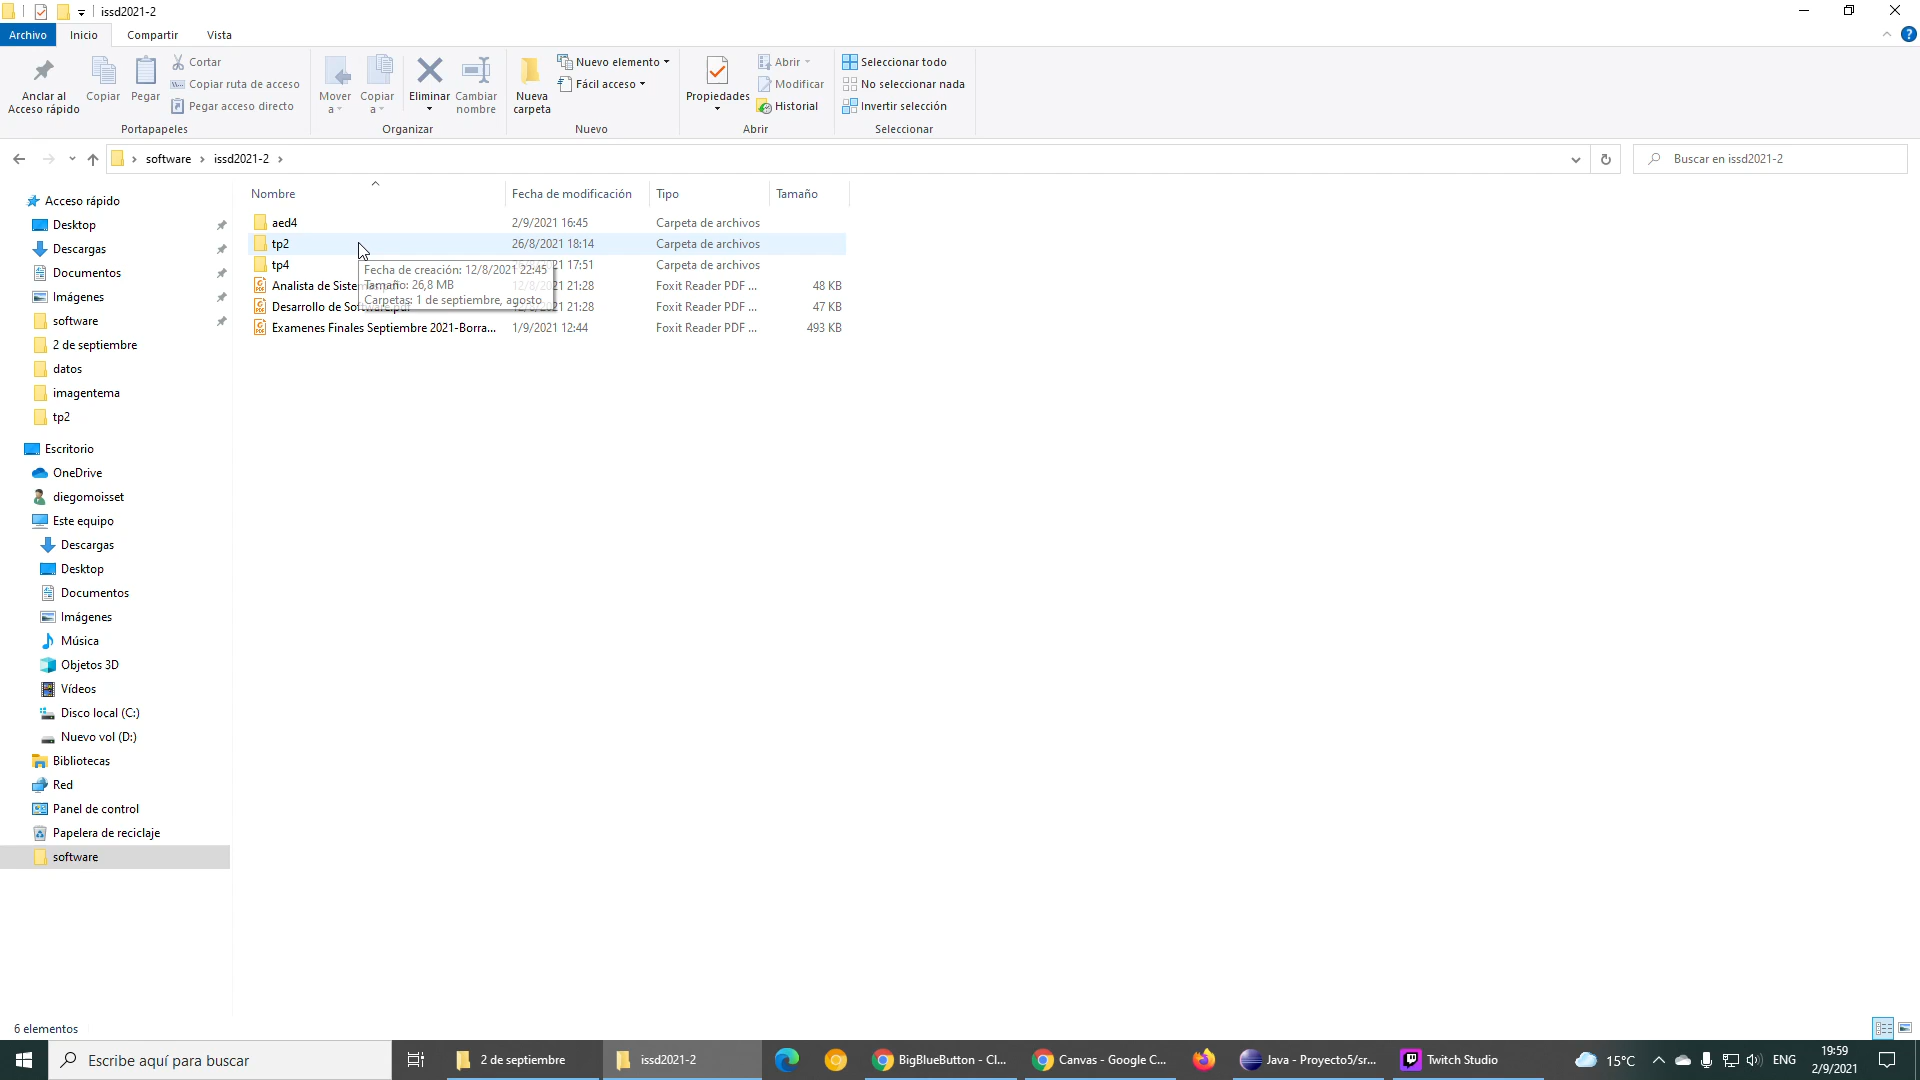 issd2021-2
Archivo Inicio Compartir Vista
Anclar al Acceso rápido
Copiar
Pegar
Cortar
Copiar ruta de acceso
Pegar acceso directo
Portapapeles
Mover a
Copiar a
Eliminar
Cambiar nombre
Organizar
Nueva carpeta
Nuevo elemento
Fácil acceso
Nuevo
Propiedades
Abrir
Modificar
Historial
Abrir
Seleccionar todo
No seleccionar nada
Invertir selección
Seleccionar
software > issd2021-2 >
Buscar en issd2021-2
Nombre Fecha de modificación Tipo Tamaño
aed4 2/9/2021 16:45 Carpeta de archivos
tp2 26/8/2021 18:14 Carpeta de archivos
tp4 21 17:51 Carpeta de archivos
Analista de 21:28 Foxit Reader PDF ... 48 KB
Desarrollo de 21:28 Foxit Reader PDF ... 47 KB
Examenes Finales Septiembre 2021-Borra... 1/9/2021 12:44 Foxit Reader PDF ... 493 KB
Fecha de creación: 12/8/2021 22:45
Tamaño: 26,8 MB
Carpetas: 1 de septiembre, agosto
Acceso rápido
Desktop
Descargas
Documentos
Imágenes
software
2 de septiembre
datos
imagentema
tp2
Escritorio
OneDrive
diegomoisset
Este equipo
Descargas
Desktop
Documentos
Imágenes
Música
Objetos 3D
Vídeos
Disco local (C:)
Nuevo vol (D:)
Bibliotecas
Red
Panel de control
Papelera de reciclaje
software
6 elementos
Escribe aquí para buscar
2 de septiembre
issd2021-2
BigBlueButton - Cl...
Canvas - Google C...
Java - Proyecto5/sr...
Twitch Studio
15°C
ENG
19:59
2/9/2021